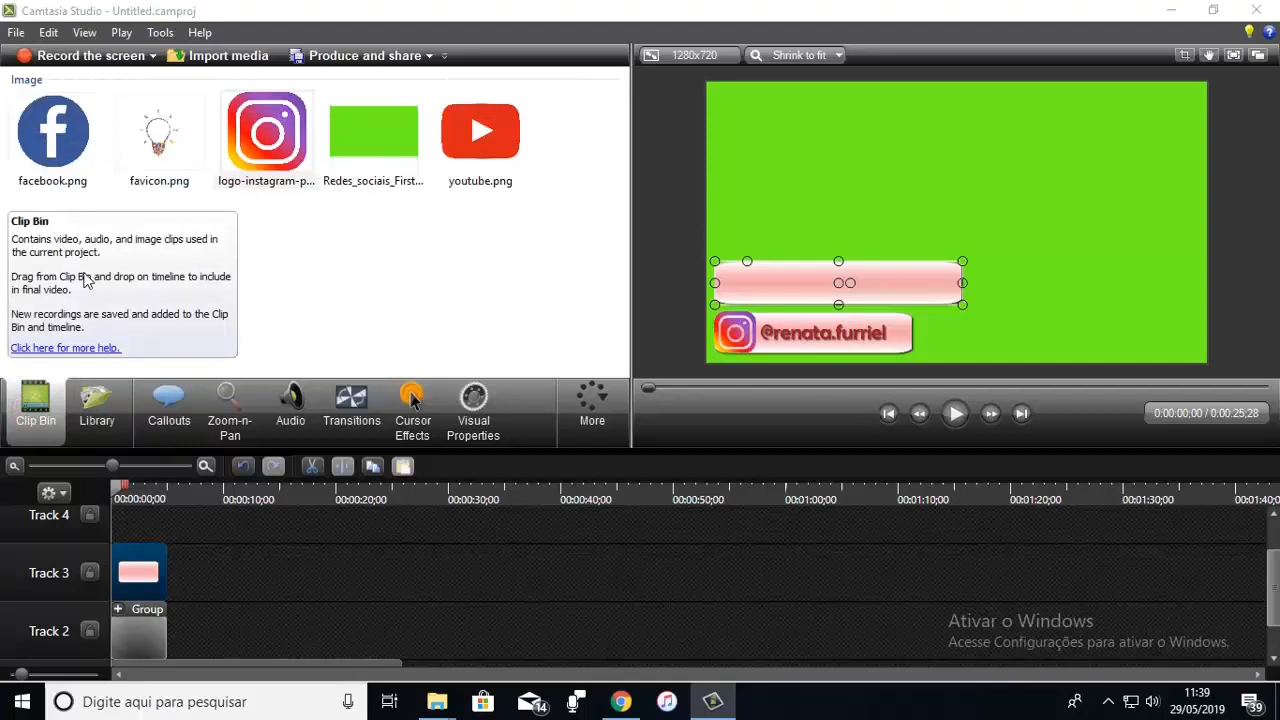 Camtasia Studio - Untitled.camproj
File Edit View Play Tools Help
Record the screen Import media Produce and share
1280x720 Shrink to fit
Image
facebook.png favicon.png logo-instagram-p... Redes_sociais_First... youtube.png
Clip Bin
Contains video, audio, and image clips used in
the current project.
Drag from Clip Bin and drop on timeline to include
in final video.
New recordings are saved and added to the Clip
Bin and timeline.
Click here for more help.
@renata.furriel
Clip Bin Library Callouts Zoom-n-Pan Audio Transitions Cursor Effects Visual Properties More
0:00:00;00 / 0:00:25;28
00:00:00;00 00:00:10;00 00:00:20;00 00:00:30;00 00:00:40;00 00:00:50;00 00:01:00;00 00:01:10;00 00:01:20;00 00:01:30;00 00:01:40;0
Track 4
Track 3
Group
Track 2
Ativar o Windows
Acesse Configurações para ativar o Windows.
Digite aqui para pesquisar
14
11:39
29/05/2019
39